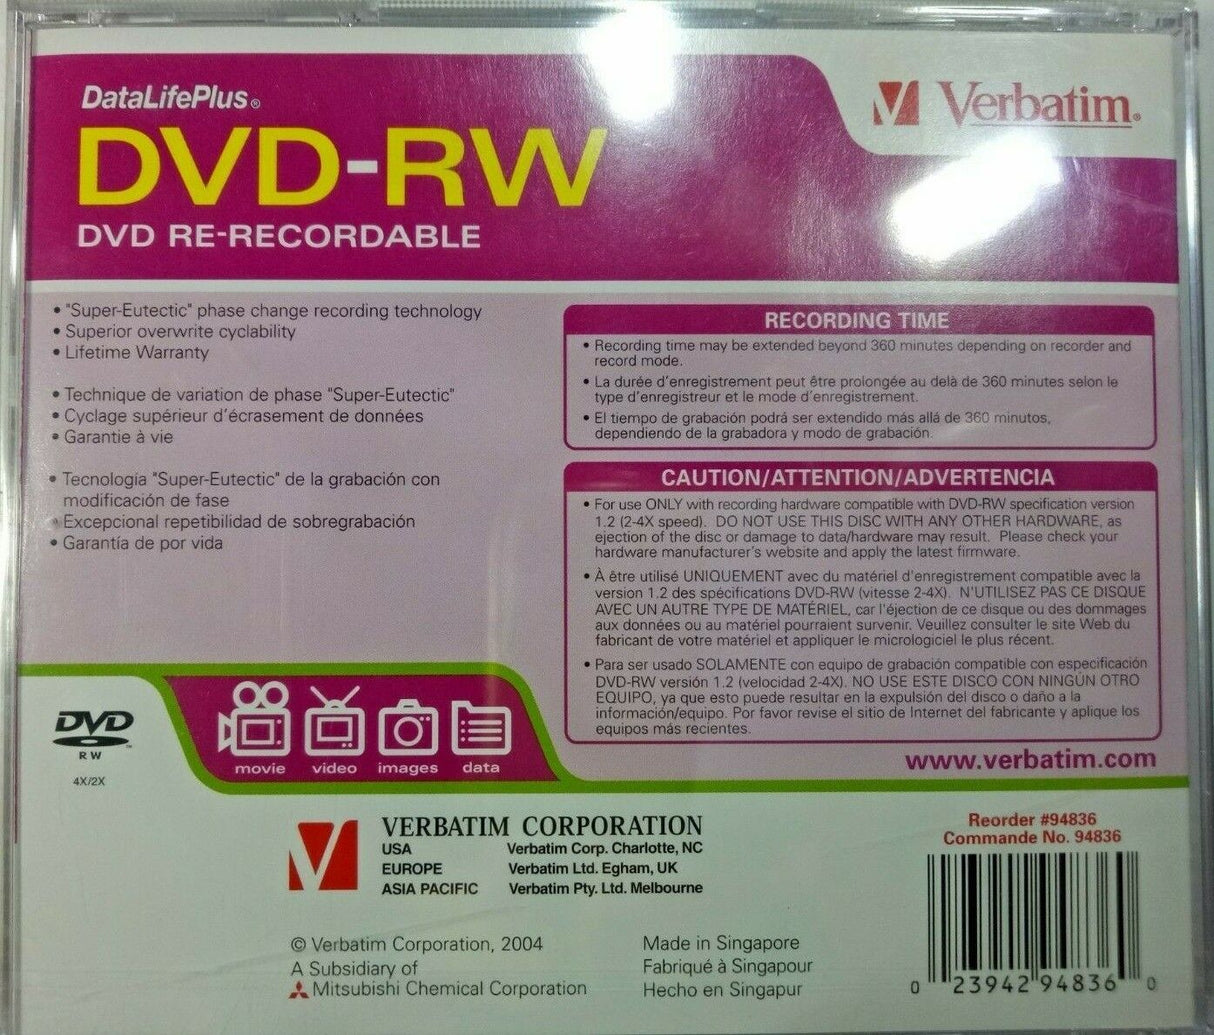 DataLifePlus®
DVD-RW
DVD RE-RECORDABLE
Verbatim®
• "Super-Eutectic" phase change recording technology
• Superior overwrite cyclability
• Lifetime Warranty
• Technique de variation de phase "Super-Eutectic"
• Cyclage supérieur d'écrasement de données
• Garantie à vie
• Tecnología "Super-Eutectic" de la grabación con
modificación de fase
• Excepcional repetibilidad de sobregrabación
• Garantía de por vida
RECORDING TIME
• Recording time may be extended beyond 360 minutes depending on recorder and
record mode.
• La durée d'enregistrement peut être prolongée au delà de 360 minutes selon le
type d'enregistreur et le mode d'enregistrement.
• El tiempo de grabación podrá ser extendido más allá de 360 minutos,
dependiendo de la grabadora y modo de grabación.
CAUTION/ATTENTION/ADVERTENCIA
• For use ONLY with recording hardware compatible with DVD-RW specification version
1.2 (2-4X speed). DO NOT USE THIS DISC WITH ANY OTHER HARDWARE, as
ejection of the disc or damage to data/hardware may result. Please check your
hardware manufacturer's website and apply the latest firmware.
• À être utilisé UNIQUEMENT avec du matériel d'enregistrement compatible avec la
version 1.2 des spécifications DVD-RW (vitesse 2-4X). N'UTILISEZ PAS CE DISQUE
AVEC UN AUTRE TYPE DE MATÉRIEL, car l'éjection de ce disque ou des dommages
aux données ou au matériel pourraient survenir. Veuillez consulter le site Web du
fabricant de votre matériel et appliquer le micrologiciel le plus récent.
• Para ser usado SOLAMENTE con equipo de grabación compatible con especificación
DVD-RW versión 1.2 (velocidad 2-4X). NO USE ESTE DISCO CON NINGÚN OTRO
EQUIPO, ya que esto puede resultar en la expulsión del disco o daño a la
información/equipo. Por favor revise el sitio de Internet del fabricante y aplique los
equipos más recientes.
www.verbatim.com
DVD™
RW
4X/2X
movie video images data
VERBATIM CORPORATION
USA Verbatim Corp. Charlotte, NC
EUROPE Verbatim Ltd. Egham, UK
ASIA PACIFIC Verbatim Pty. Ltd. Melbourne
© Verbatim Corporation, 2004
A Subsidiary of
Mitsubishi Chemical Corporation
Made in Singapore
Fabriqué à Singapour
Hecho en Singapur
Reorder #94836
Commande No. 94836
0 23942 94836 0